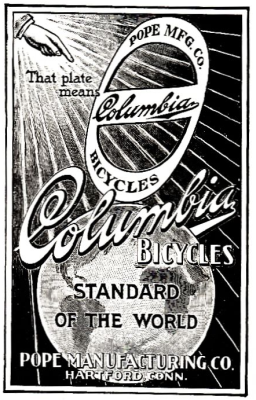 POPE MFG. CO.
That plate
means
Columbia
BICYCLES
Columbia
BICYCLES
STANDARD
OF THE WORLD
POPE MANUFACTURING CO.
HARTFORD, CONN.